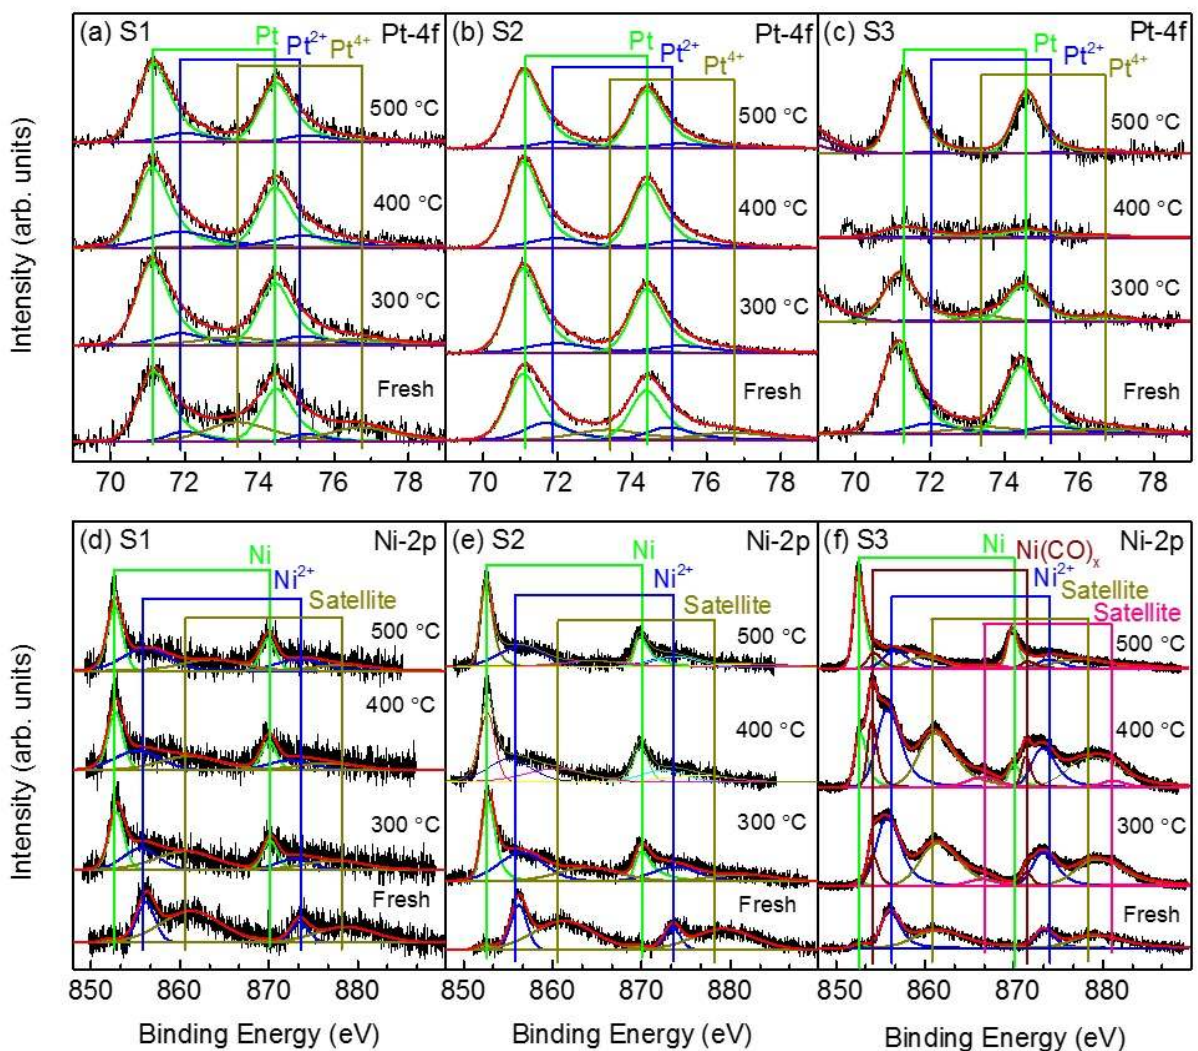 (a) S1 Pt Pt²⁺ Pt⁴⁺ Pt-4f
500 °C
400 °C
300 °C
Fresh
70 72 74 76 78
(b) S2 Pt Pt²⁺ Pt⁴⁺ Pt-4f
500 °C
400 °C
300 °C
Fresh
70 72 74 76 78
(c) S3 Pt Pt²⁺ Pt⁴⁺ Pt-4f
500 °C
400 °C
300 °C
Fresh
70 72 74 76 78
Intensity (arb. units)
(d) S1 Ni-2p
Ni
Ni²⁺
Satellite
500 °C
400 °C
300 °C
Fresh
850 860 870 880
Binding Energy (eV)
(e) S2 Ni-2p
Ni
Ni²⁺
Satellite
500 °C
400 °C
300 °C
Fresh
850 860 870 880
Binding Energy (eV)
(f) S3 Ni-2p
Ni
Ni(CO)ₓ
Ni²⁺
Satellite
Satellite
500 °C
400 °C
300 °C
Fresh
850 860 870 880
Binding Energy (eV)
Intensity (arb. units)